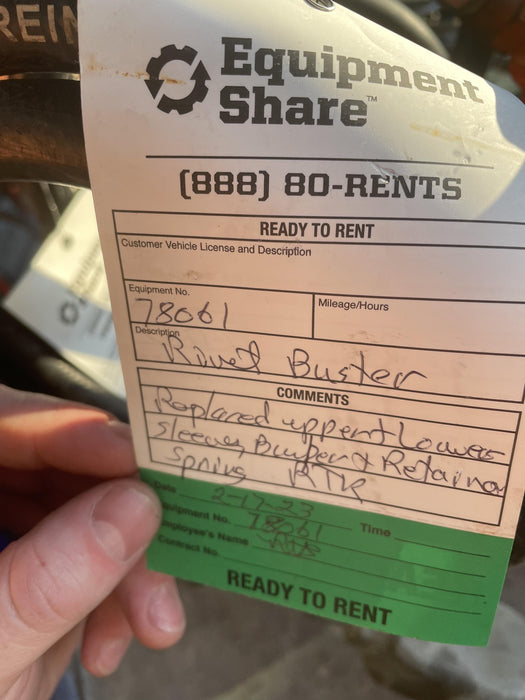 REIN
Equipment
Share™
(888) 80-RENTS
READY TO RENT
Customer Vehicle License and Description
Equipment No.
78061
Mileage/Hours
Description
Rivet Buster
COMMENTS
Replaced upper + Lower
Sleeves, Bumper & Retaina
Spring RTR
Date 2-17-23
Equipment No. 78061 Time
Employee's Name
Contract No.
READY TO RENT